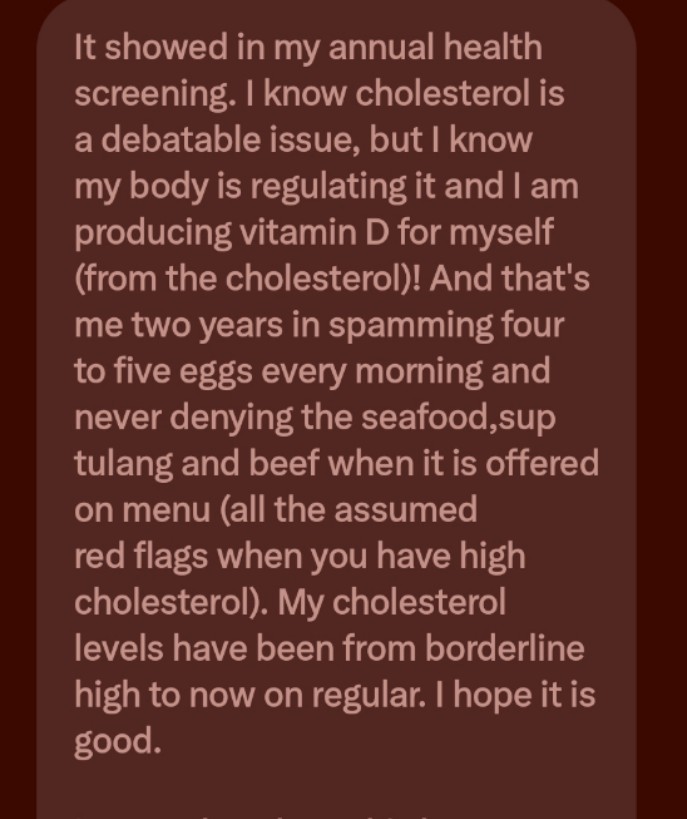 It showed in my annual health
screening. I know cholesterol is
a debatable issue, but I know
my body is regulating it and I am
producing vitamin D for myself
(from the cholesterol)! And that's
me two years in spamming four
to five eggs every morning and
never denying the seafood,sup
tulang and beef when it is offered
on menu (all the assumed
red flags when you have high
cholesterol). My cholesterol
levels have been from borderline
high to now on regular. I hope it is
good.